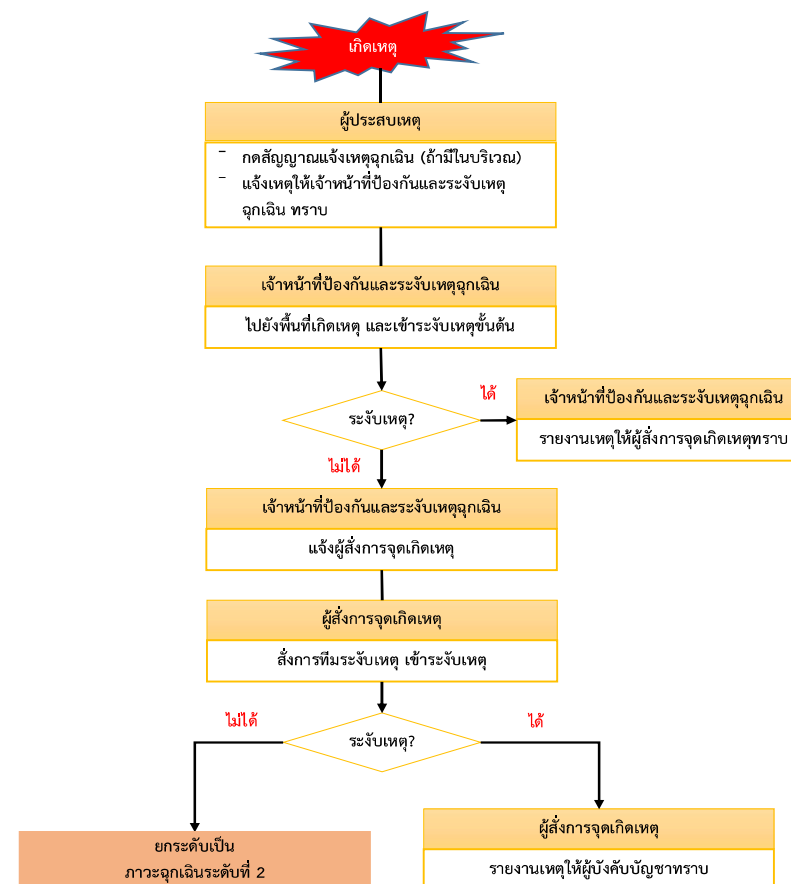 เกิดเหตุ
ผู้ประสบเหตุ
- กดสัญญาณแจ้งเหตุฉุกเฉิน (ถ้ามีในบริเวณ)
- แจ้งเหตุให้เจ้าหน้าที่ป้องกันและระงับเหตุ
ฉุกเฉิน ทราบ
เจ้าหน้าที่ป้องกันและระงับเหตุฉุกเฉิน
ไปยังพื้นที่เกิดเหตุ และเข้าระงับเหตุขั้นต้น
ระงับเหตุ?
ได้
เจ้าหน้าที่ป้องกันและระงับเหตุฉุกเฉิน
รายงานเหตุให้ผู้สั่งการจุดเกิดเหตุทราบ
ไม่ได้
เจ้าหน้าที่ป้องกันและระงับเหตุฉุกเฉิน
แจ้งผู้สั่งการจุดเกิดเหตุ
ผู้สั่งการจุดเกิดเหตุ
สั่งการทีมระงับเหตุ เข้าระงับเหตุ
ระงับเหตุ?
ไม่ได้
ได้
ยกระดับเป็น
ภาวะฉุกเฉินระดับที่ 2
ผู้สั่งการจุดเกิดเหตุ
รายงานเหตุให้ผู้บังคับบัญชาทราบ